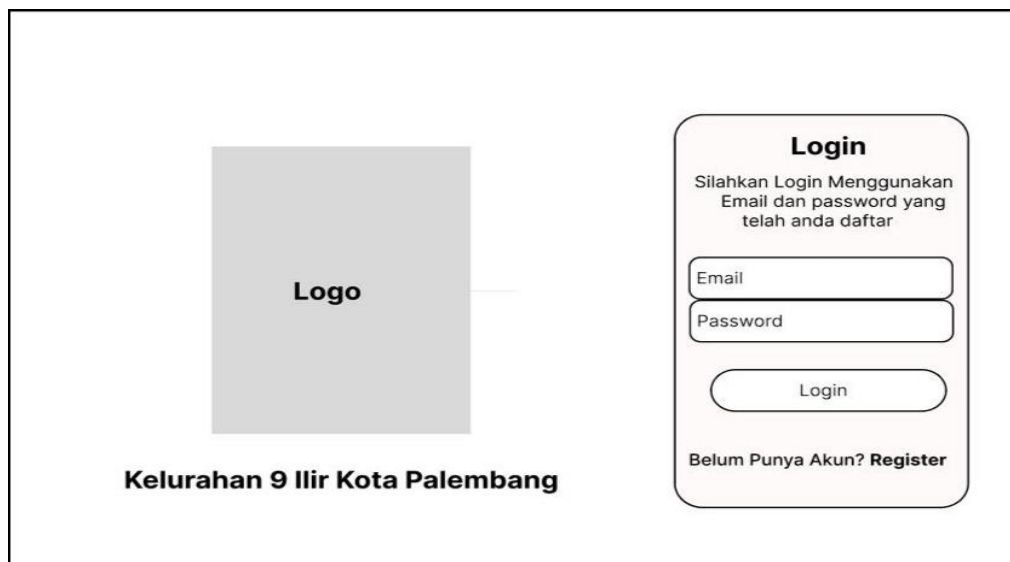 Logo
Kelurahan 9 Ilir Kota Palembang
Login
Silahkan Login Menggunakan
Email dan password yang
telah anda daftar
Email
Password
Login
Belum Punya Akun? Register